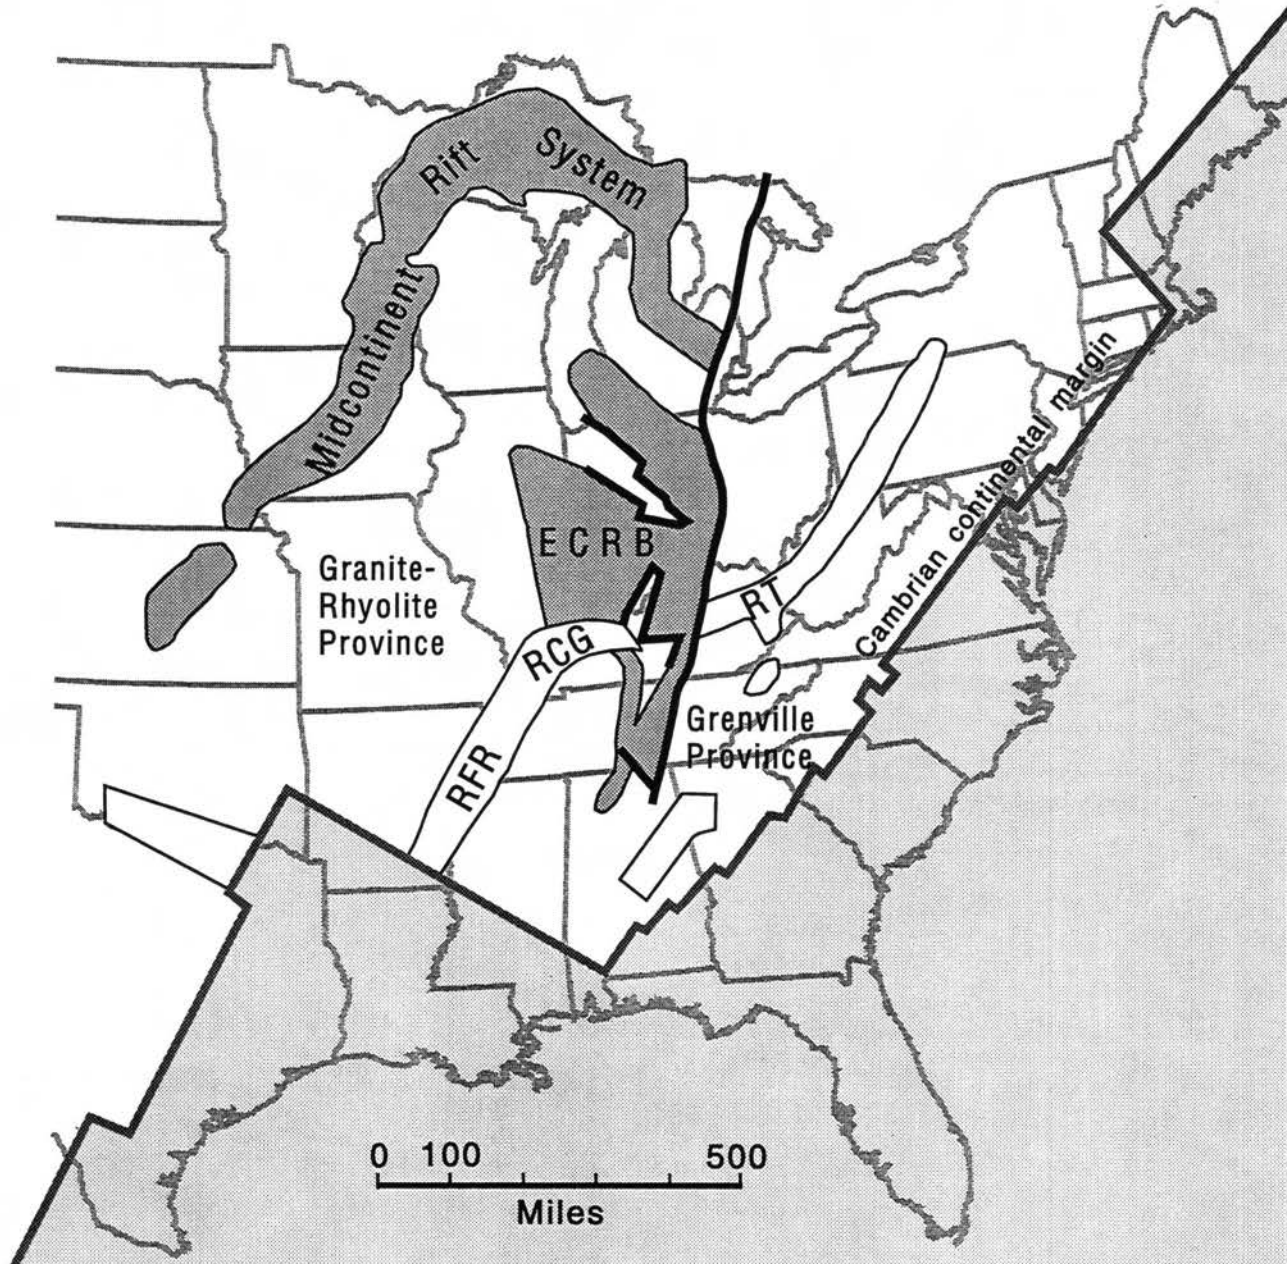 Rift System
Midcontinent
ECRB
Granite-
Rhyolite
Province
RT
RCG
RFR
Grenville
Province
Cambrian continental margin
0 100 500
Miles